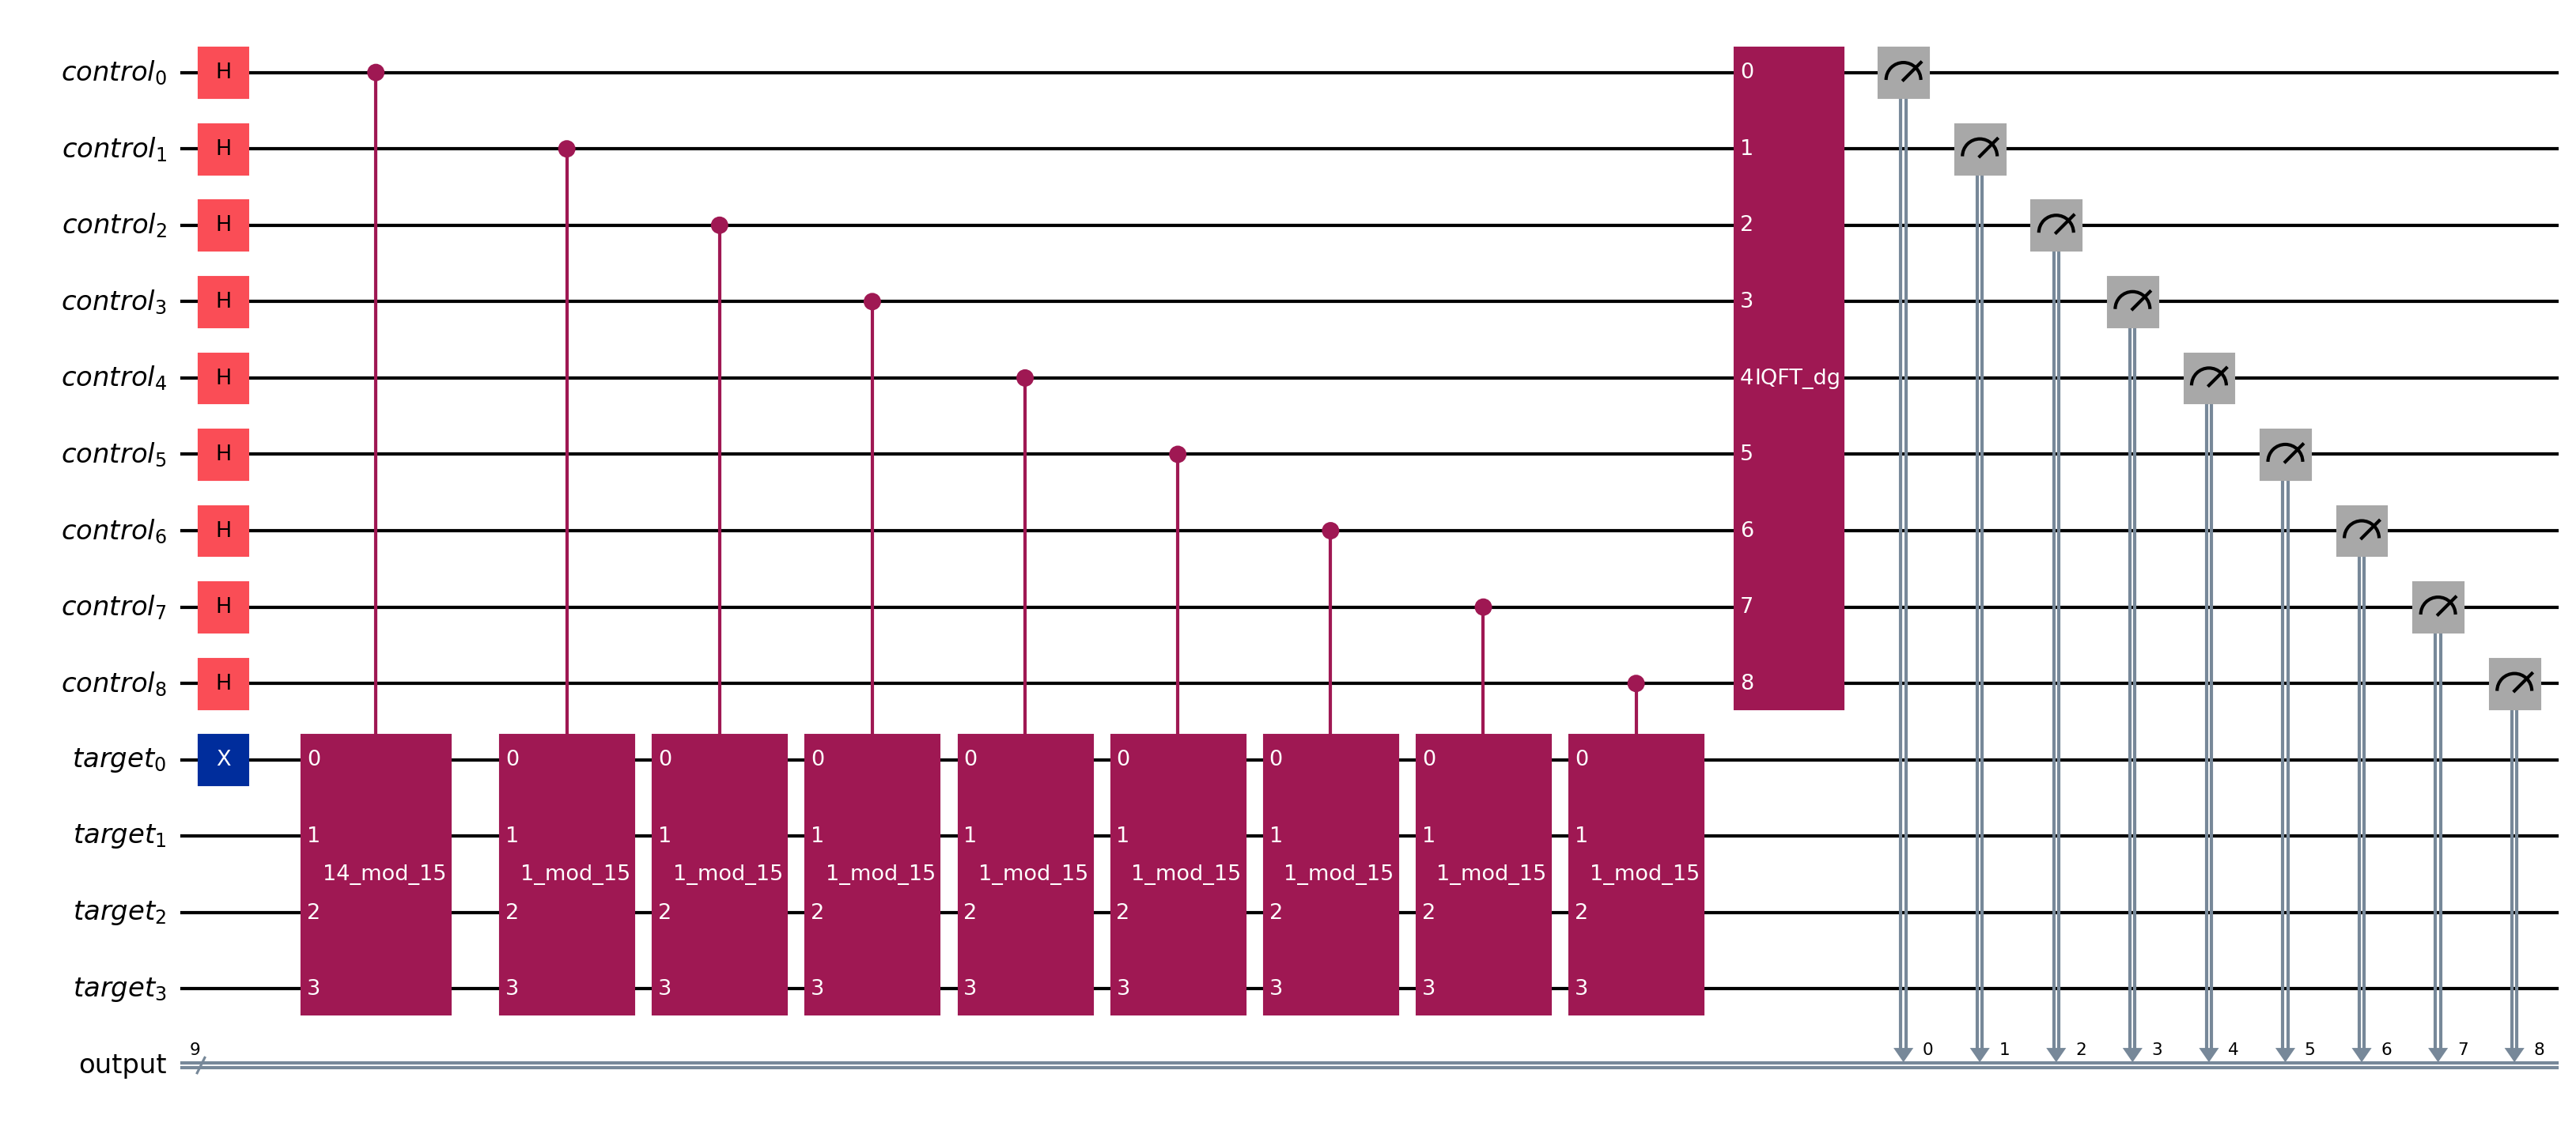 control0 H 0
control1 H 1
control2 H 2
control3 H 3
control4 H 4 IQFT_dg
control5 H 5
control6 H 6
control7 H 7
control8 H 8
target0 X 0 0 0 0 0 0 0 0 0
target1 1 1 1 1 1 1 1 1 1
14_mod_15 1_mod_15 1_mod_15 1_mod_15 1_mod_15 1_mod_15 1_mod_15 1_mod_15 1_mod_15
target2 2 2 2 2 2 2 2 2 2
target3 3 3 3 3 3 3 3 3 3
output 9 0 1 2 3 4 5 6 7 8